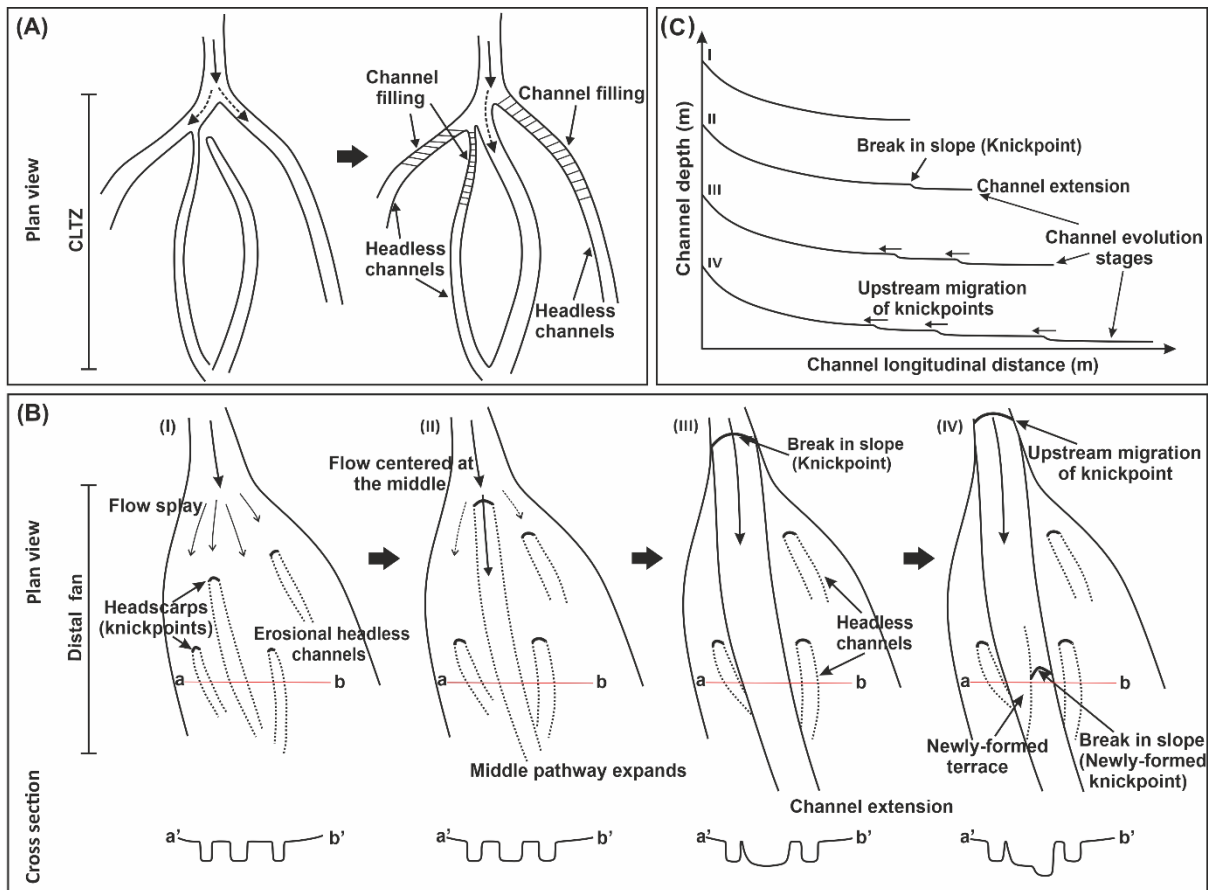 (A)
Plan view
CLTZ
Channel
filling
Channel filling
Headless
channels
Headless
channels
(C)
Channel depth (m)
I
II
III
IV
Break in slope (Knickpoint)
Channel extension
Channel evolution
stages
Upstream migration
of knickpoints
Channel longitudinal distance (m)
(B)
Plan view
Distal fan
Cross section
(I)
Flow splay
Headscarps
(knickpoints)
Erosional headless
channels
a
b
a'
b'
(II)
Flow centered at
the middle
a
b
Middle pathway expands
a'
b'
(III)
Break in slope
(Knickpoint)
Headless
channels
a
b
Channel extension
a'
b'
(IV)
Upstream migration
of knickpoint
a
b
Newly-formed
terrace
Break in slope
(Newly-formed
knickpoint)
a'
b'